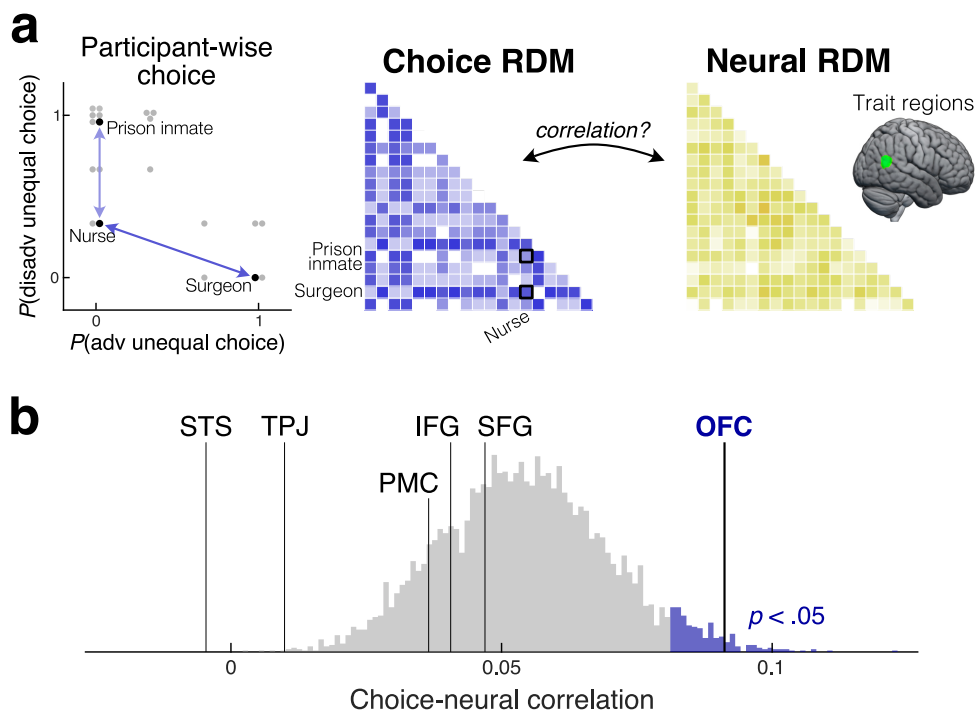 a
Participant-wise
choice
P(disadv unequal choice)
1
0
Prison inmate
Nurse
Surgeon
0
1
P(adv unequal choice)
Choice RDM
Prison
inmate
Surgeon
Nurse
correlation?
Neural RDM
Trait regions
b
STS
TPJ
IFG
SFG
OFC
PMC
p < .05
0
0.05
0.1
Choice-neural correlation